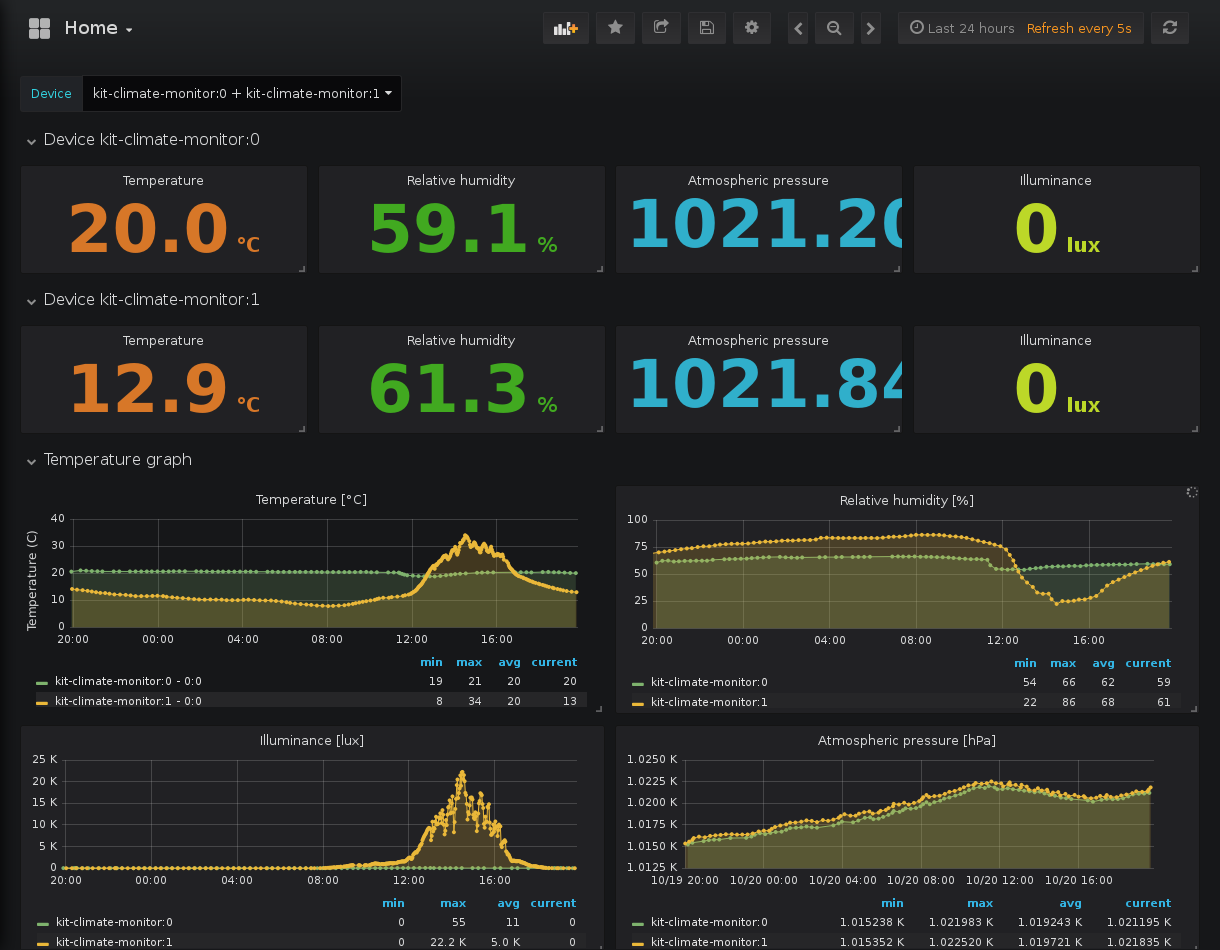 Home
Last 24 hours Refresh every 5s
Device kit-climate-monitor:0 + kit-climate-monitor:1
Device kit-climate-monitor:0
Temperature Relative humidity Atmospheric pressure Illuminance
20.0 °C 59.1 % 1021.20 0 lux
Device kit-climate-monitor:1
Temperature Relative humidity Atmospheric pressure Illuminance
12.9 °C 61.3 % 1021.84 0 lux
Temperature graph
Temperature [°C]
Temperature (C)
40
30
20
10
0
20:00 00:00 04:00 08:00 12:00 16:00
min max avg current
kit-climate-monitor:0 - 0:0 19 21 20 20
kit-climate-monitor:1 - 0:0 8 34 20 13
Relative humidity [%]
100
75
50
25
0
20:00 00:00 04:00 08:00 12:00 16:00
min max avg current
kit-climate-monitor:0 54 66 62 59
kit-climate-monitor:1 22 86 68 61
Illuminance [lux]
25 K
20 K
15 K
10 K
5 K
0
20:00 00:00 04:00 08:00 12:00 16:00
min max avg current
kit-climate-monitor:0 0 55 11 0
kit-climate-monitor:1 0 22.2 K 5.0 K 0
Atmospheric pressure [hPa]
1.0250 K
1.0225 K
1.0200 K
1.0175 K
1.0150 K
1.0125 K
10/19 20:00 10/20 00:00 10/20 04:00 10/20 08:00 10/20 12:00 10/20 16:00
min max avg current
kit-climate-monitor:0 1.015238 K 1.021983 K 1.019243 K 1.021195 K
kit-climate-monitor:1 1.015352 K 1.022520 K 1.019721 K 1.021835 K